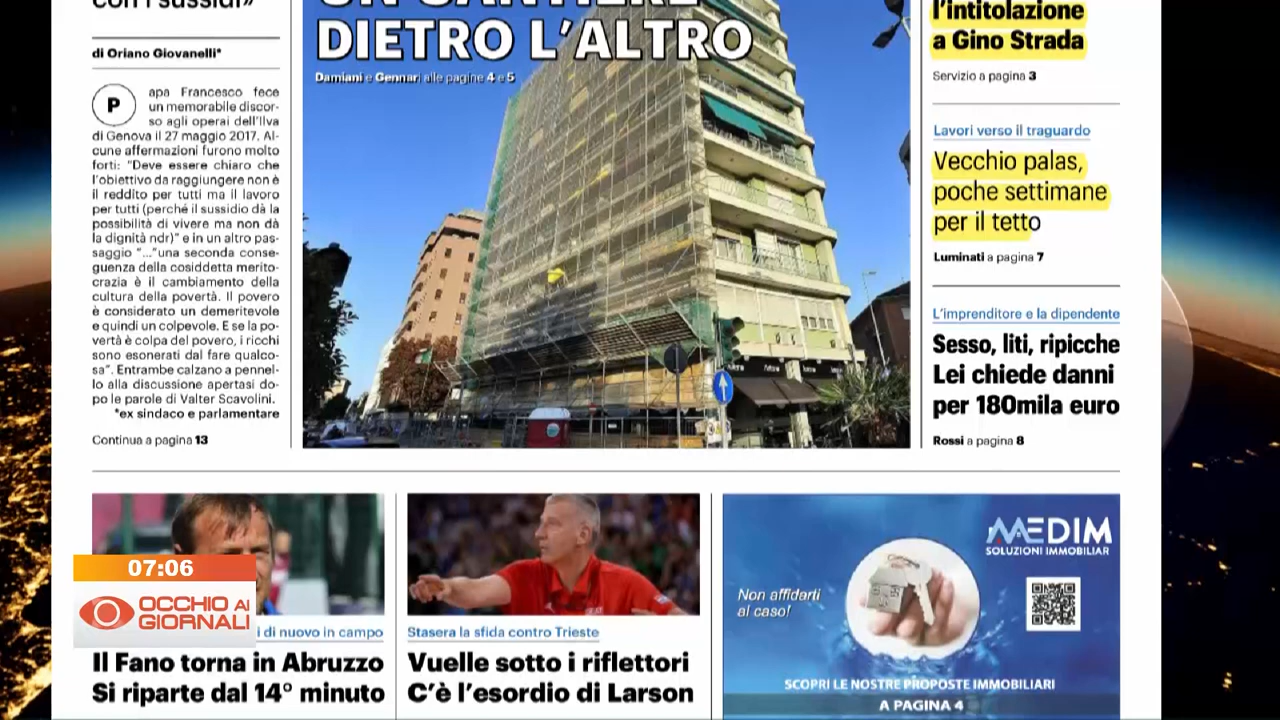 con i sussidi»
di Oriano Giovanelli*
Papa Francesco fece
un memorabile discor-
so agli operai dell'Ilva
di Genova il 27 maggio 2017. Al-
cune affermazioni furono molto
forti: "Deve essere chiaro che
l'obiettivo da raggiungere non è
il reddito per tutti ma il lavoro
per tutti (perché il sussidio dà la
possibilità di vivere ma non dà
la dignità ndr)" e in un altro pas-
saggio "..."una seconda conse-
guenza della cosiddetta merito-
crazia è il cambiamento della
cultura della povertà. Il povero
è considerato un demeritevole
e quindi un colpevole. E se la po-
vertà è colpa del povero, i ricchi
sono esonerati dal fare qualco-
sa". Entrambe calzano a pennel-
lo alla discussione apertasi do-
po le parole di Valter Scavolini.
*ex sindaco e parlamentare
Continua a pagina 13
UN CANTIERE
DIETRO L'ALTRO
Damiani e Gennari alle pagine 4 e 5
l'intitolazione
a Gino Strada
Servizio a pagina 3
Lavori verso il traguardo
Vecchio palas,
poche settimane
per il tetto
Luminati a pagina 7
L'imprenditore e la dipendente
Sesso, liti, ripicche
Lei chiede danni
per 180mila euro
Rossi a pagina 8
07:06
OCCHIO AI
GIORNALI
i di nuovo in campo
Il Fano torna in Abruzzo
Si riparte dal 14° minuto
Stasera la sfida contro Trieste
Vuelle sotto i riflettori
C'è l'esordio di Larson
MEDIM
SOLUZIONI IMMOBILIAR
Non affidarti
al caso!
SCOPRI LE NOSTRE PROPOSTE IMMOBILIARI
A PAGINA 4